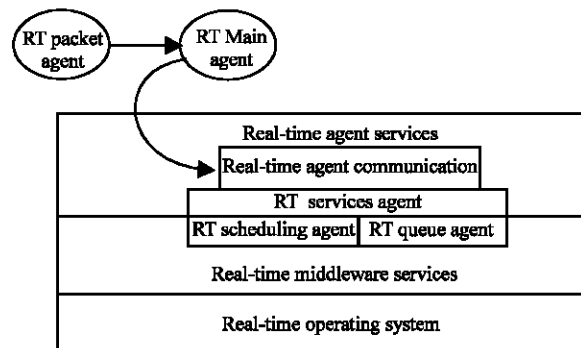 RT packet
agent
RT Main
agent
Real-time agent services
Real-time agent communication
RT services agent
RT scheduling agent
RT queue agent
Real-time middleware services
Real-time operating system